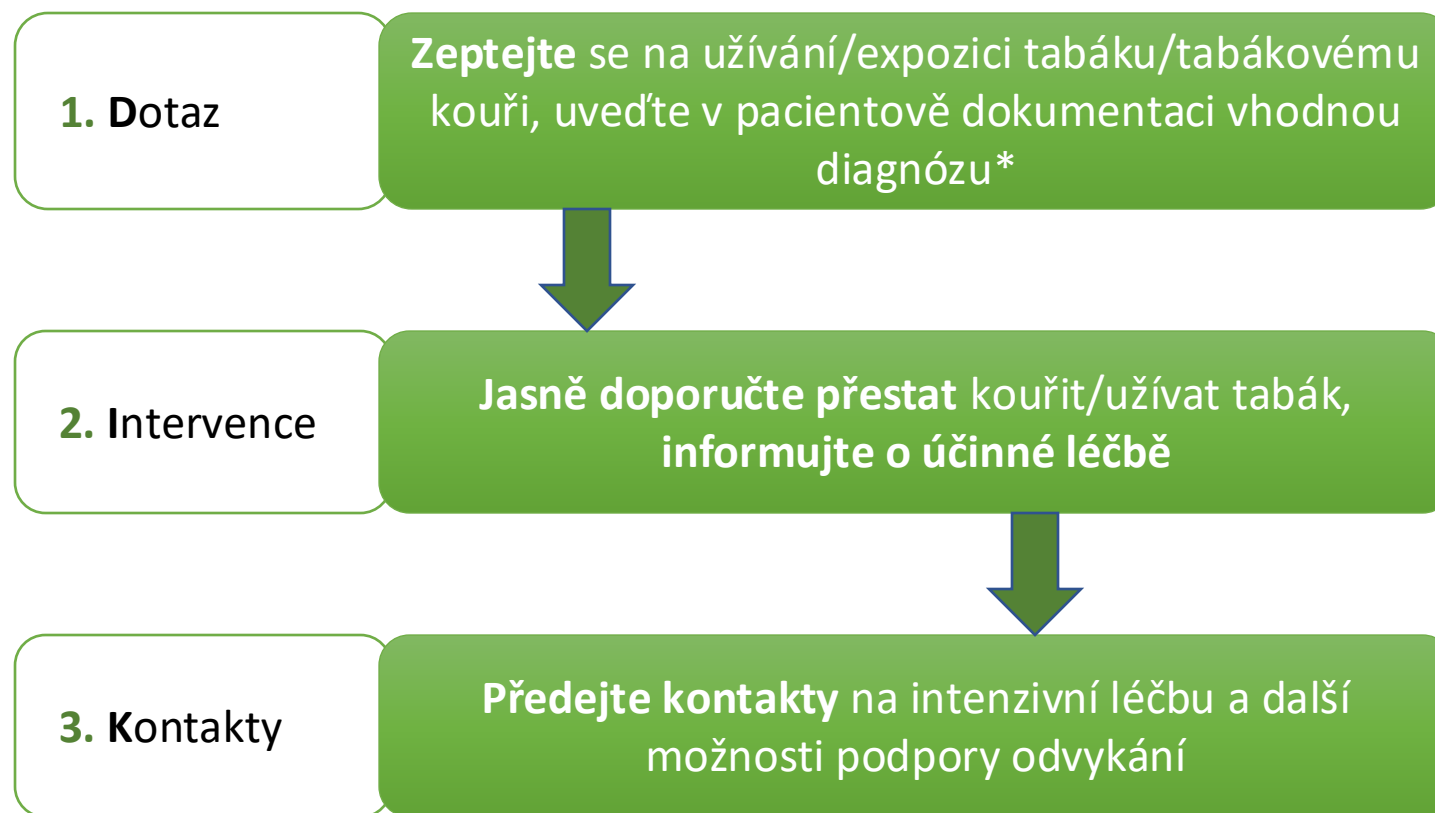 1. Dotaz
Zeptejte se na užívání/expozici tabáku/tabákovému
kouři, uveďte v pacientově dokumentaci vhodnou
diagnózu*
2. Intervence
Jasně doporučte přestat kouřit/užívat tabák,
informujte o účinné léčbě
3. Kontakty
Předejte kontakty na intenzivní léčbu a další
možnosti podpory odvykání